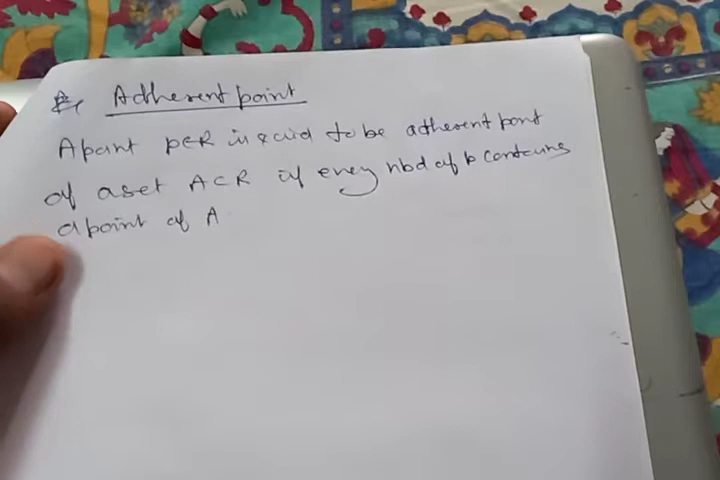 Adherent point
A point p∈R is said to be adherent point
of a set A⊂R if every nbd of p contains
a point of A